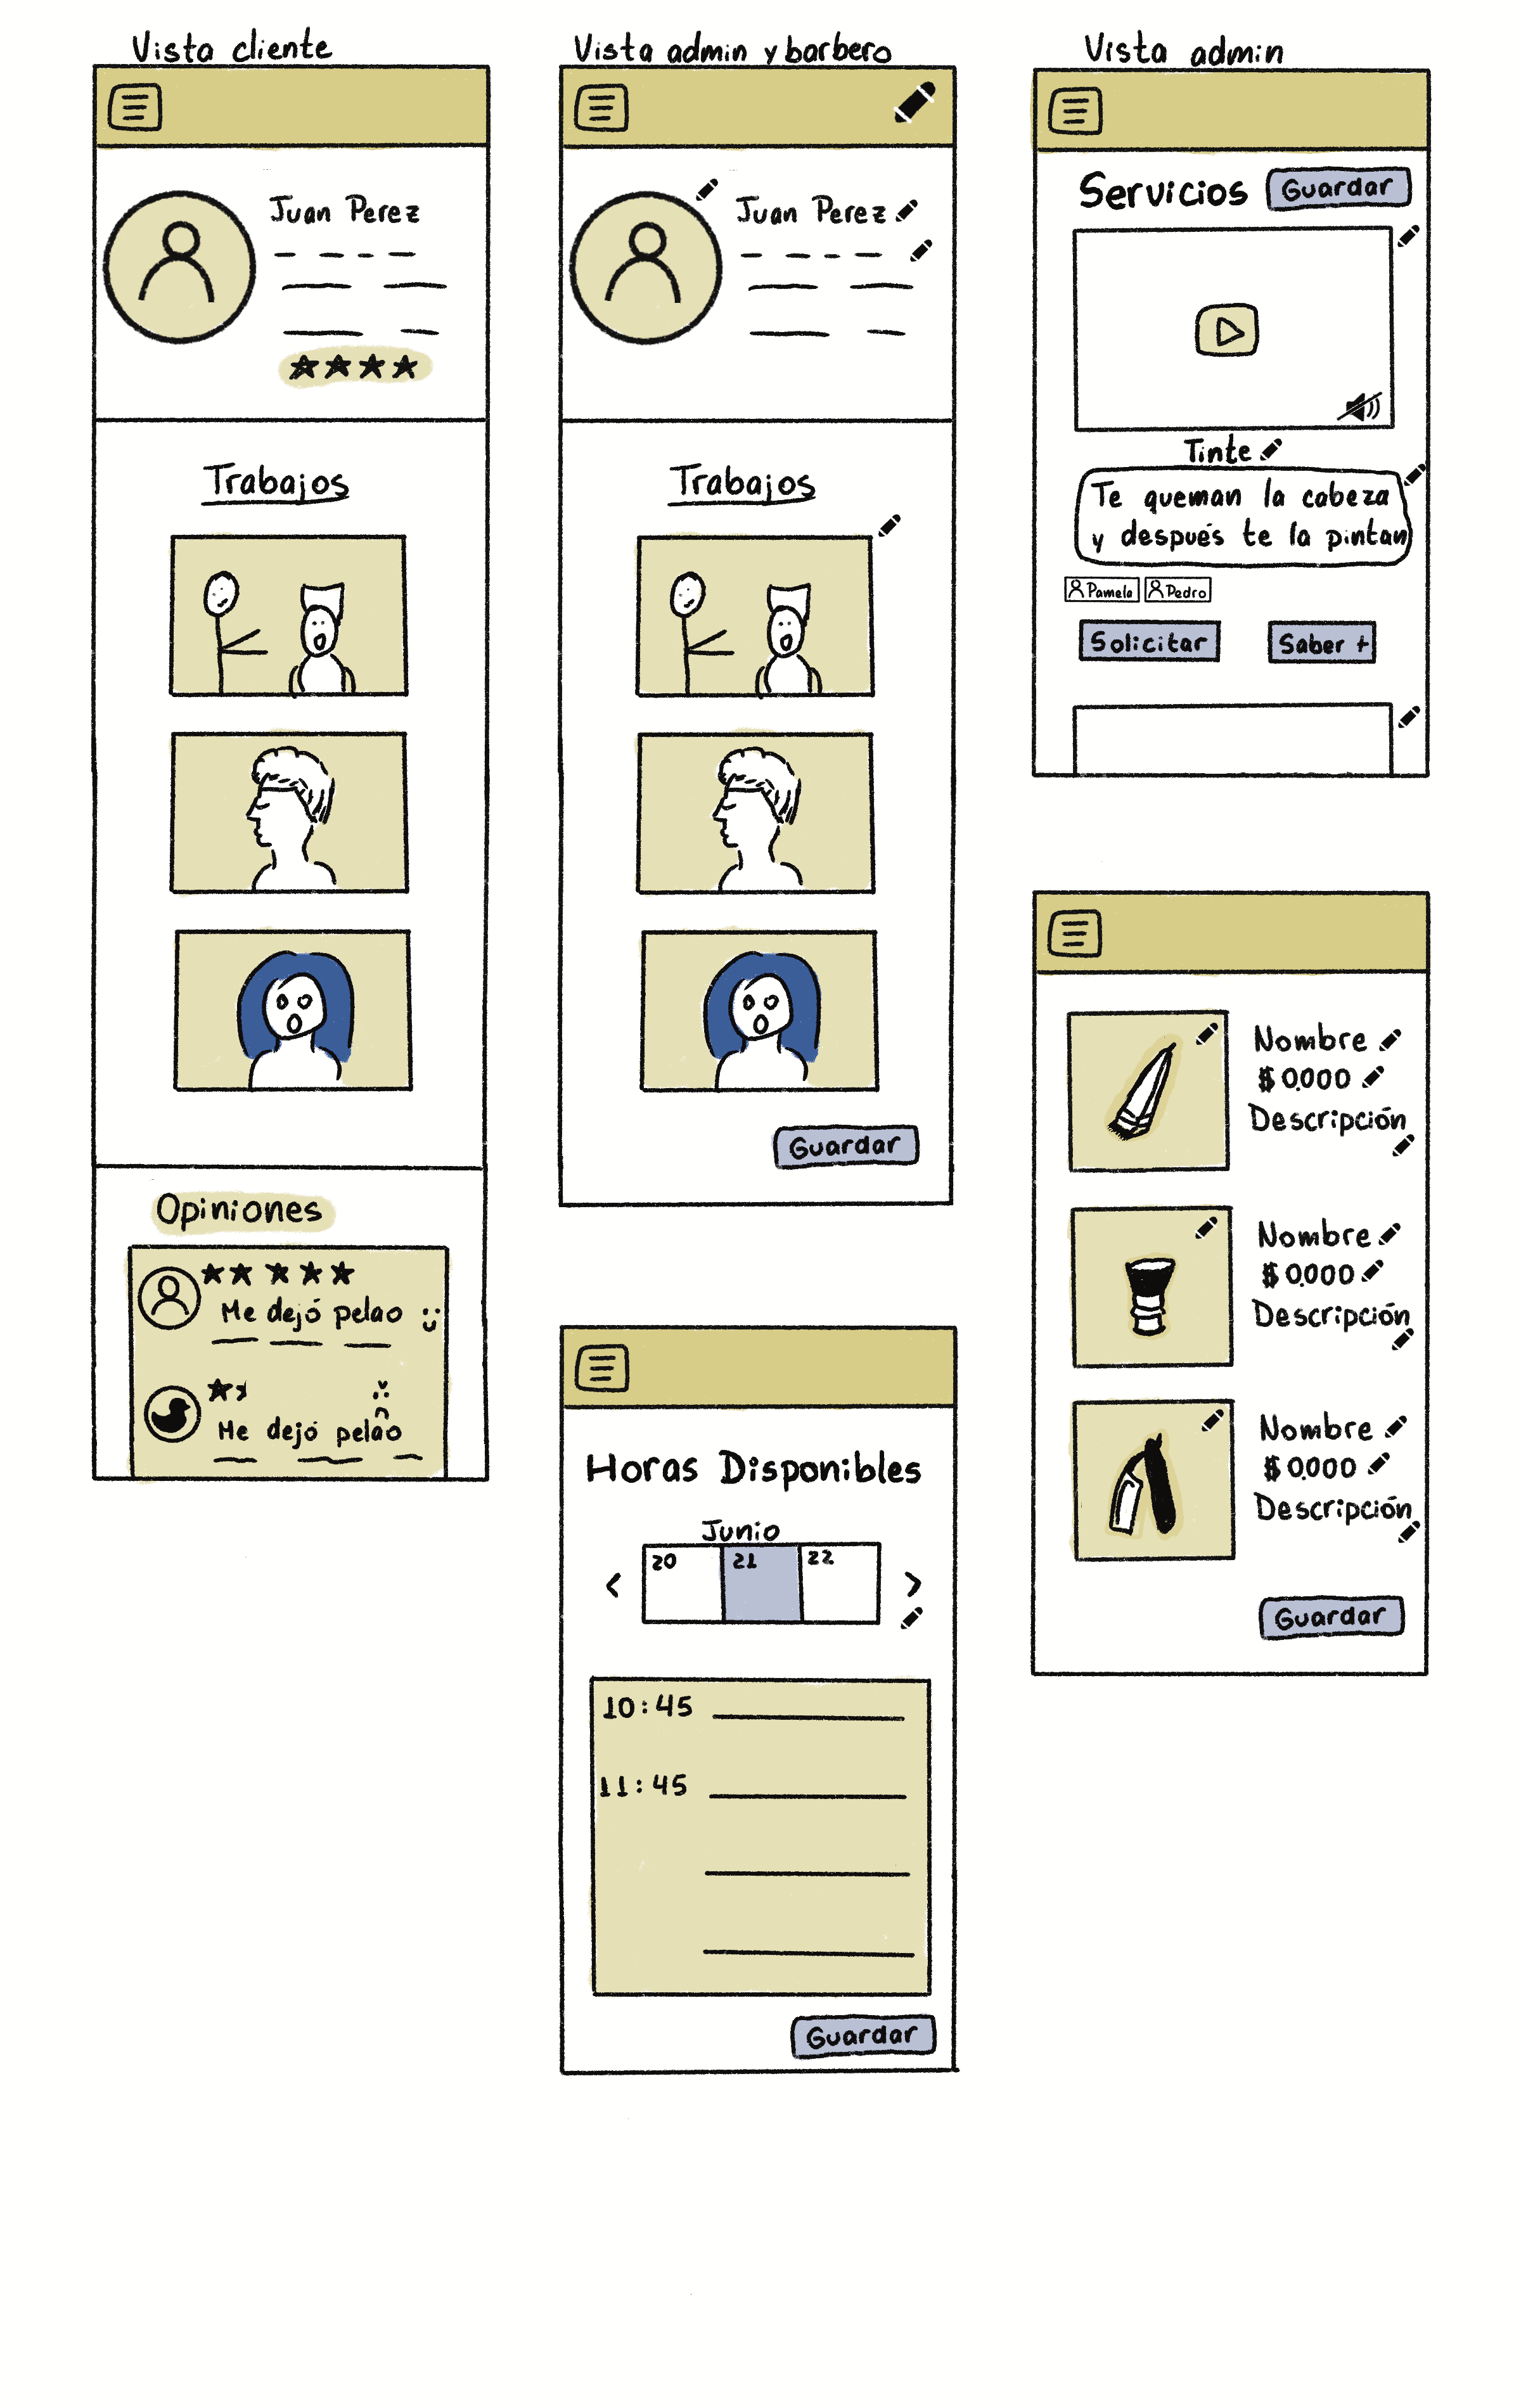 Vista cliente
Juan Perez
Trabajos
Opiniones
Me dejó pelao :)
Me dejó pelao
Vista admin y barbero
Juan Perez
Trabajos
Guardar
Horas Disponibles
Junio
20 21 22
< >
10:45
11:45
Guardar
Vista admin
Servicios Guardar
Tinte
Te queman la cabeza
y después te la pintan
Pamela Pedro
Solicitar Saber +
Nombre
$0.000
Descripción
Nombre
$0.000
Descripción
Nombre
$0.000
Descripción
Guardar